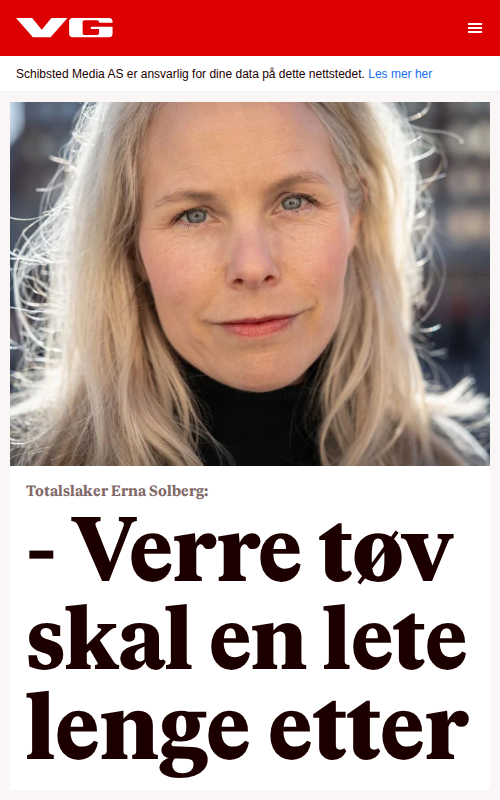 VG
Schibsted Media AS er ansvarlig for dine data på dette nettstedet. Les mer her
Totalslaker Erna Solberg:
- Verre tøv
skal en lete
lenge etter